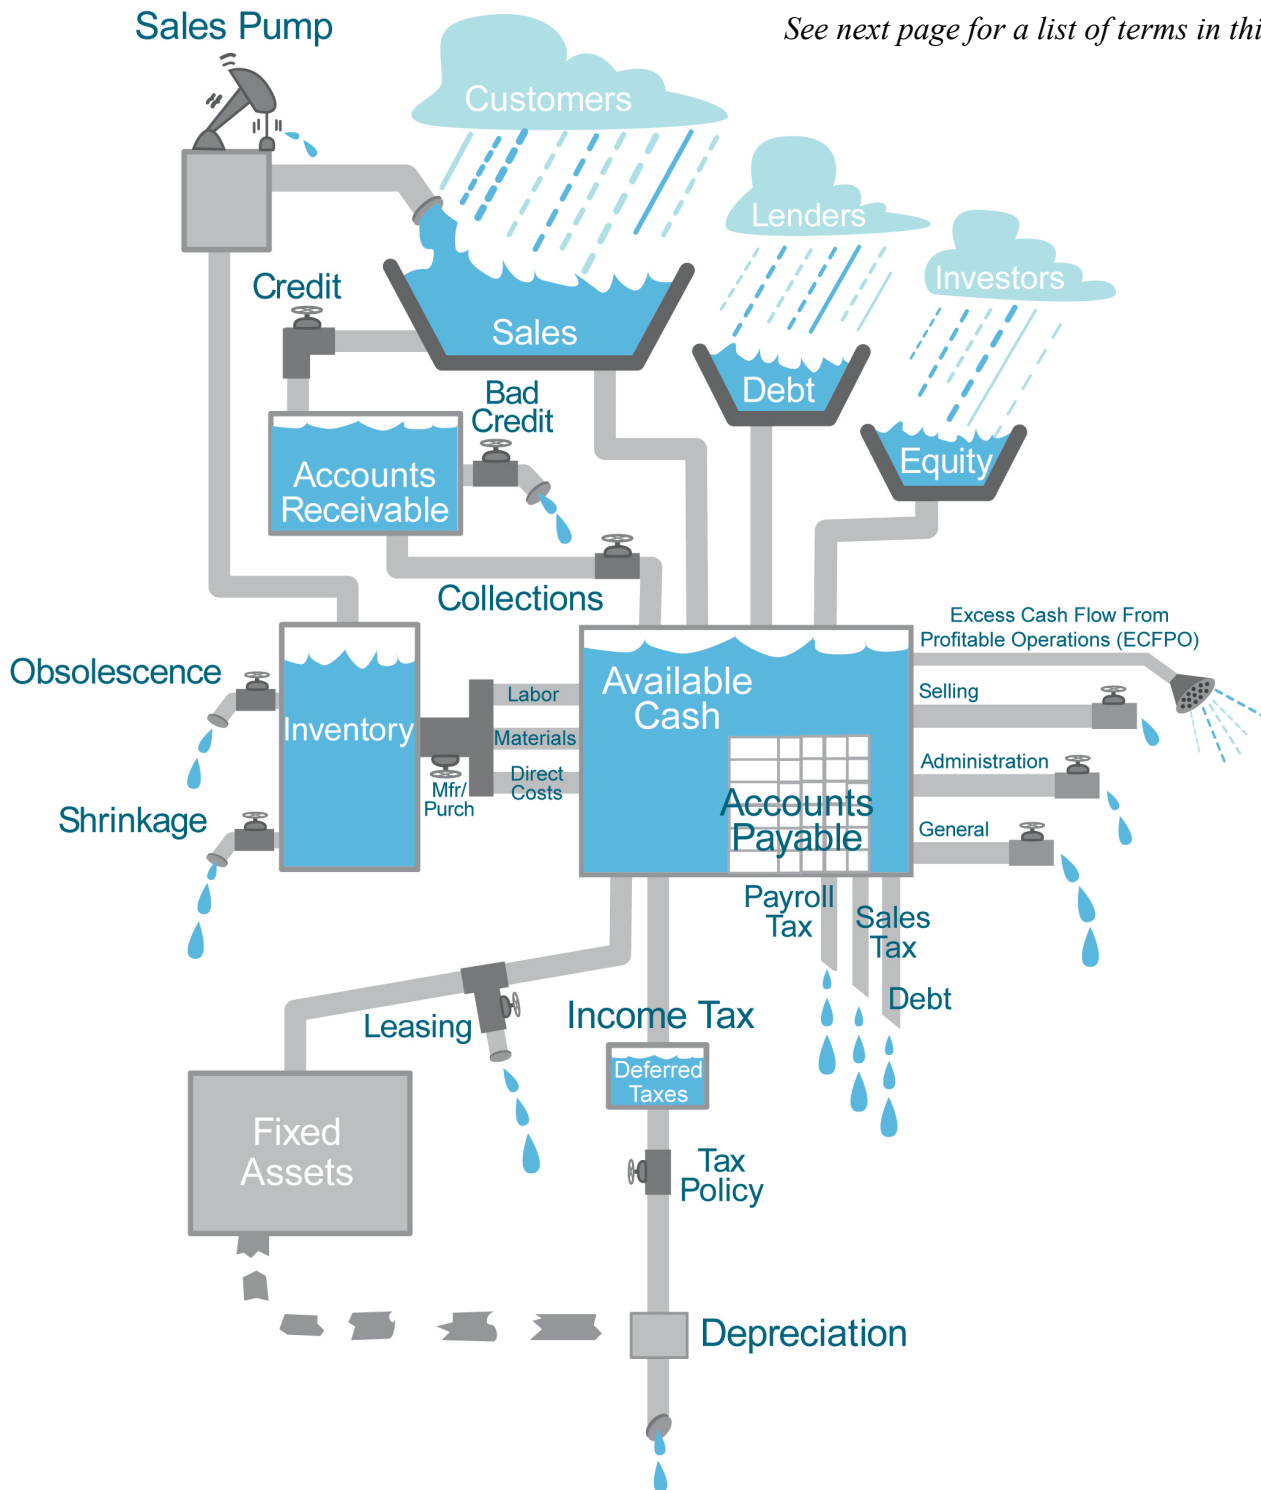 Sales Pump
See next page for a list of terms in thi
Customers
Lenders
Investors
Credit
Sales
Debt
Bad
Credit
Equity
Accounts
Receivable
Collections
Excess Cash Flow From
Profitable Operations (ECFPO)
Obsolescence
Inventory
Labor
Materials
Direct
Costs
Mfr/
Purch
Available
Cash
Selling
Administration
General
Shrinkage
Accounts
Payable
Payroll
Tax
Sales
Tax
Debt
Leasing
Income Tax
Deferred
Taxes
Fixed
Assets
Tax
Policy
Depreciation